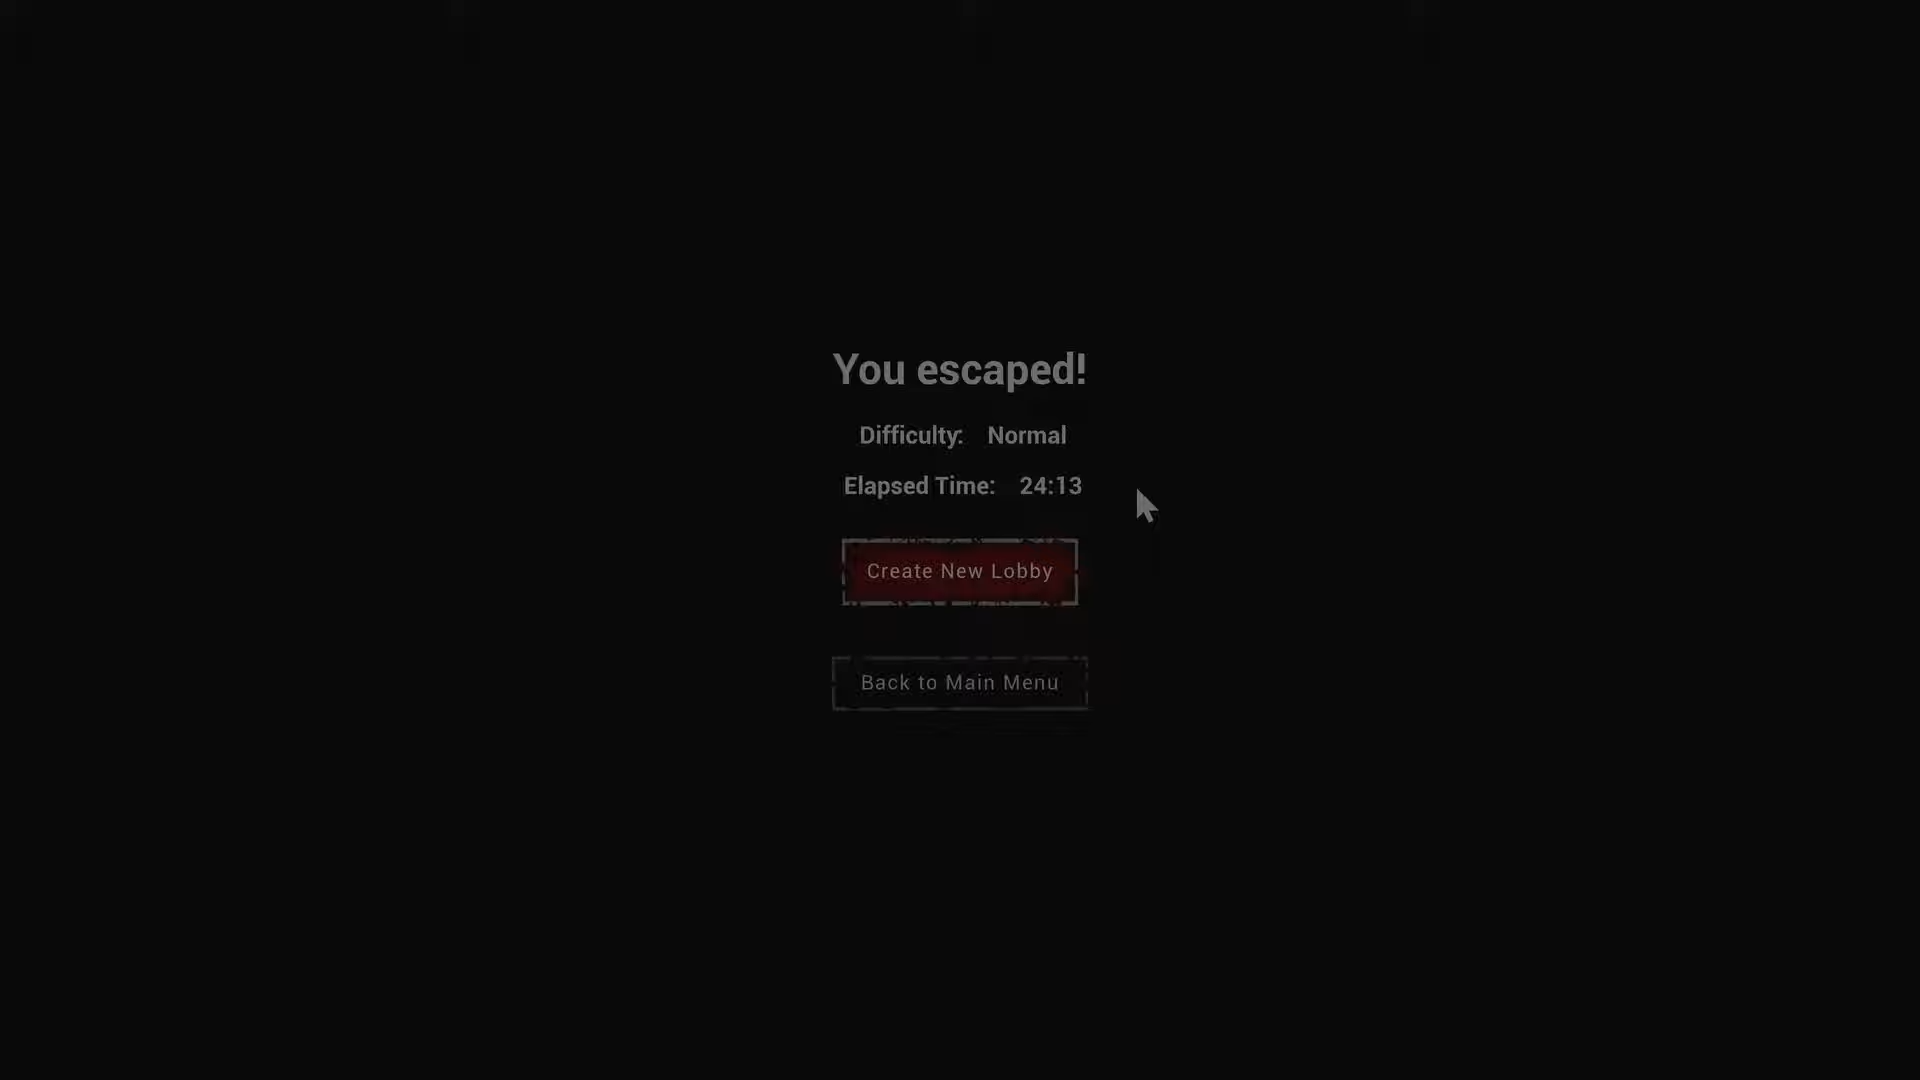 You escaped!
Difficulty: Normal
Elapsed Time: 24:13
Create New Lobby
Back to Main Menu